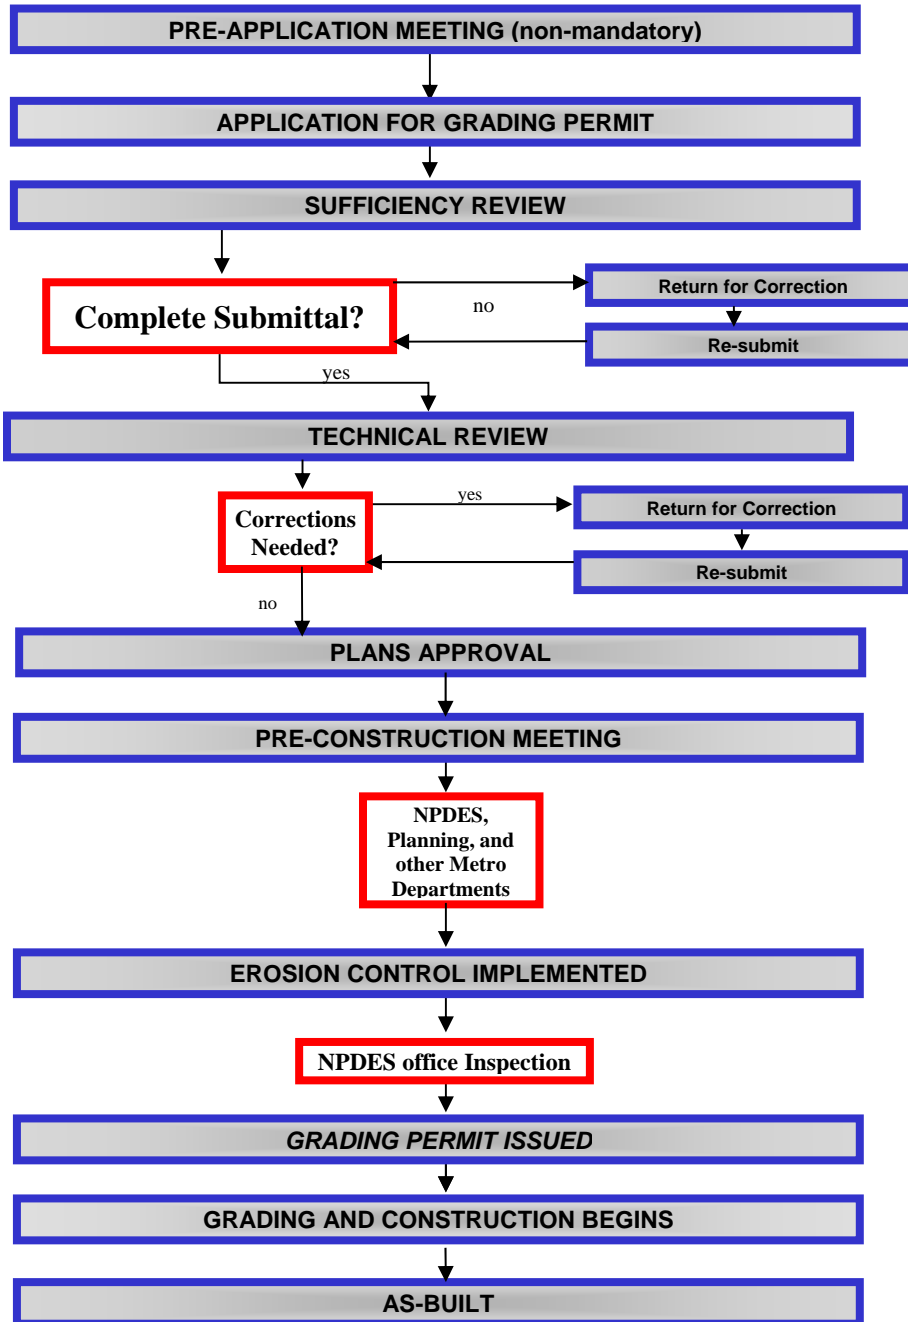 PRE-APPLICATION MEETING (non-mandatory)
APPLICATION FOR GRADING PERMIT
SUFFICIENCY REVIEW
Complete Submittal?
no
Return for Correction
Re-submit
yes
TECHNICAL REVIEW
Corrections
Needed?
yes
Return for Correction
Re-submit
no
PLANS APPROVAL
PRE-CONSTRUCTION MEETING
NPDES,
Planning, and
other Metro
Departments
EROSION CONTROL IMPLEMENTED
NPDES office Inspection
GRADING PERMIT ISSUED
GRADING AND CONSTRUCTION BEGINS
AS-BUILT